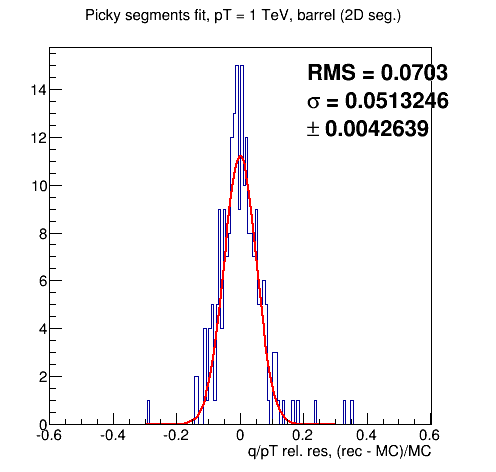 Picky segments fit, pT = 1 TeV, barrel (2D seg.)
RMS = 0.0703
σ = 0.0513246
± 0.0042639
14
12
10
8
6
4
2
0
-0.6 -0.4 -0.2 0 0.2 0.4 0.6
q/pT rel. res, (rec - MC)/MC